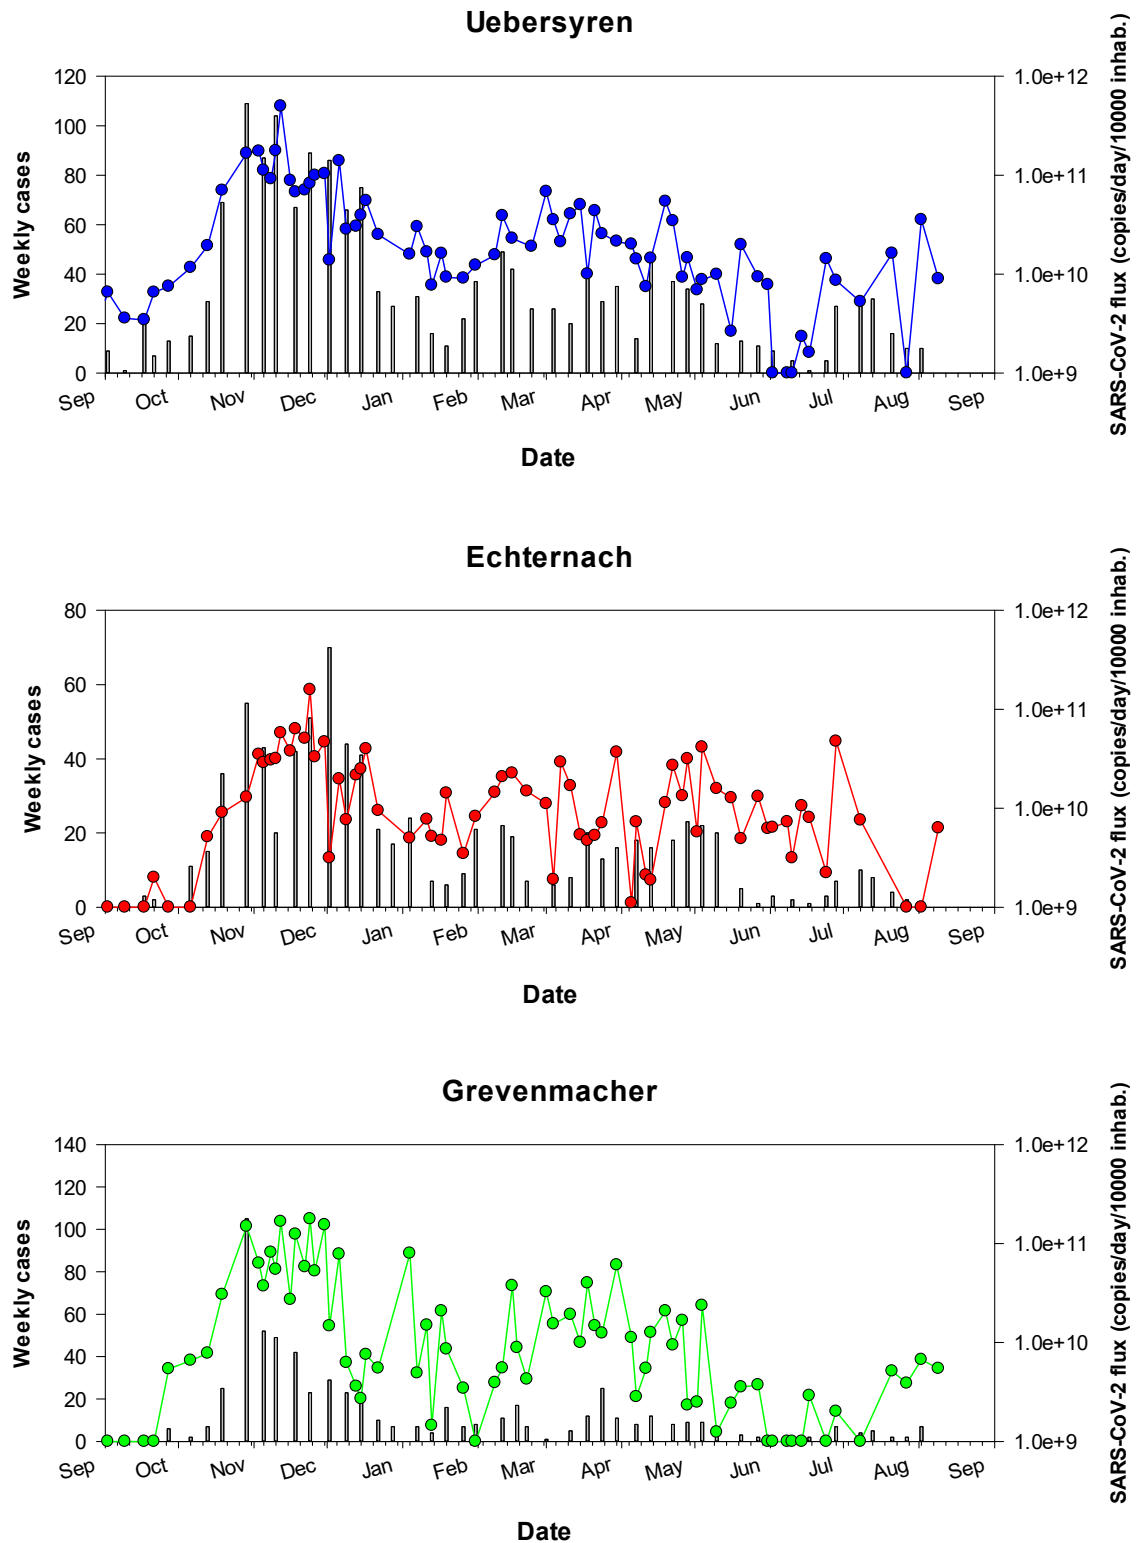 Uebersyren
120
100
80
60
40
20
0
Weekly cases
1.0e+12
1.0e+11
1.0e+10
1.0e+9
SARS-CoV-2 flux (copies/day/10000 inhab.)
Sep Oct Nov Dec Jan Feb Mar Apr May Jun Jul Aug Sep
Date
Echternach
80
60
40
20
0
Weekly cases
1.0e+12
1.0e+11
1.0e+10
1.0e+9
SARS-CoV-2 flux (copies/day/10000 inhab.)
Sep Oct Nov Dec Jan Feb Mar Apr May Jun Jul Aug Sep
Date
Grevenmacher
140
120
100
80
60
40
20
0
Weekly cases
1.0e+12
1.0e+11
1.0e+10
1.0e+9
SARS-CoV-2 flux (copies/day/10000 inhab.)
Sep Oct Nov Dec Jan Feb Mar Apr May Jun Jul Aug Sep
Date